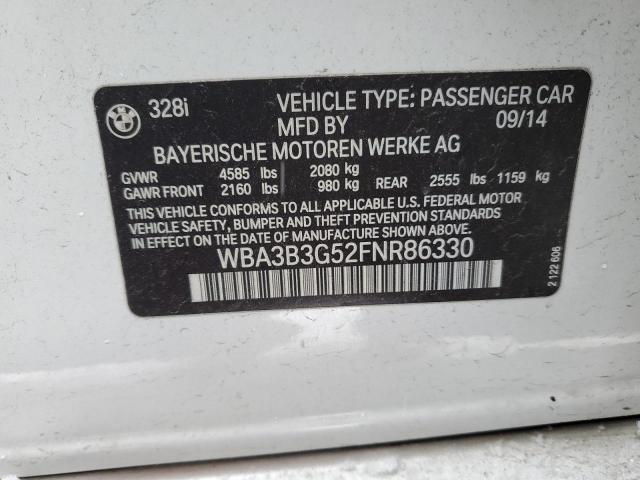 BMW
328i VEHICLE TYPE: PASSENGER CAR
MFD BY 09/14
BAYERISCHE MOTOREN WERKE AG
GVWR 4585 lbs 2080 kg
GAWR FRONT 2160 lbs 980 kg REAR 2555 lbs 1159 kg
THIS VEHICLE CONFORMS TO ALL APPLICABLE U.S. FEDERAL MOTOR
VEHICLE SAFETY, BUMPER AND THEFT PREVENTION STANDARDS
IN EFFECT ON THE DATE OF MANUFACTURE SHOWN ABOVE.
WBA3B3G52FNR86330
2 122 606